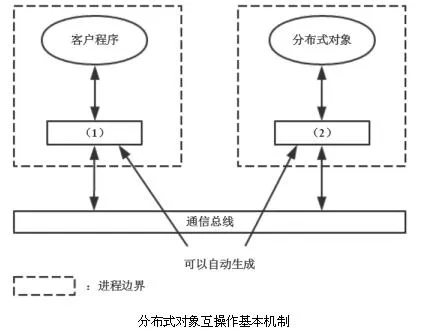 客户程序
分布式对象
（1）
（2）
通信总线
可以自动生成
：进程边界
分布式对象互操作基本机制